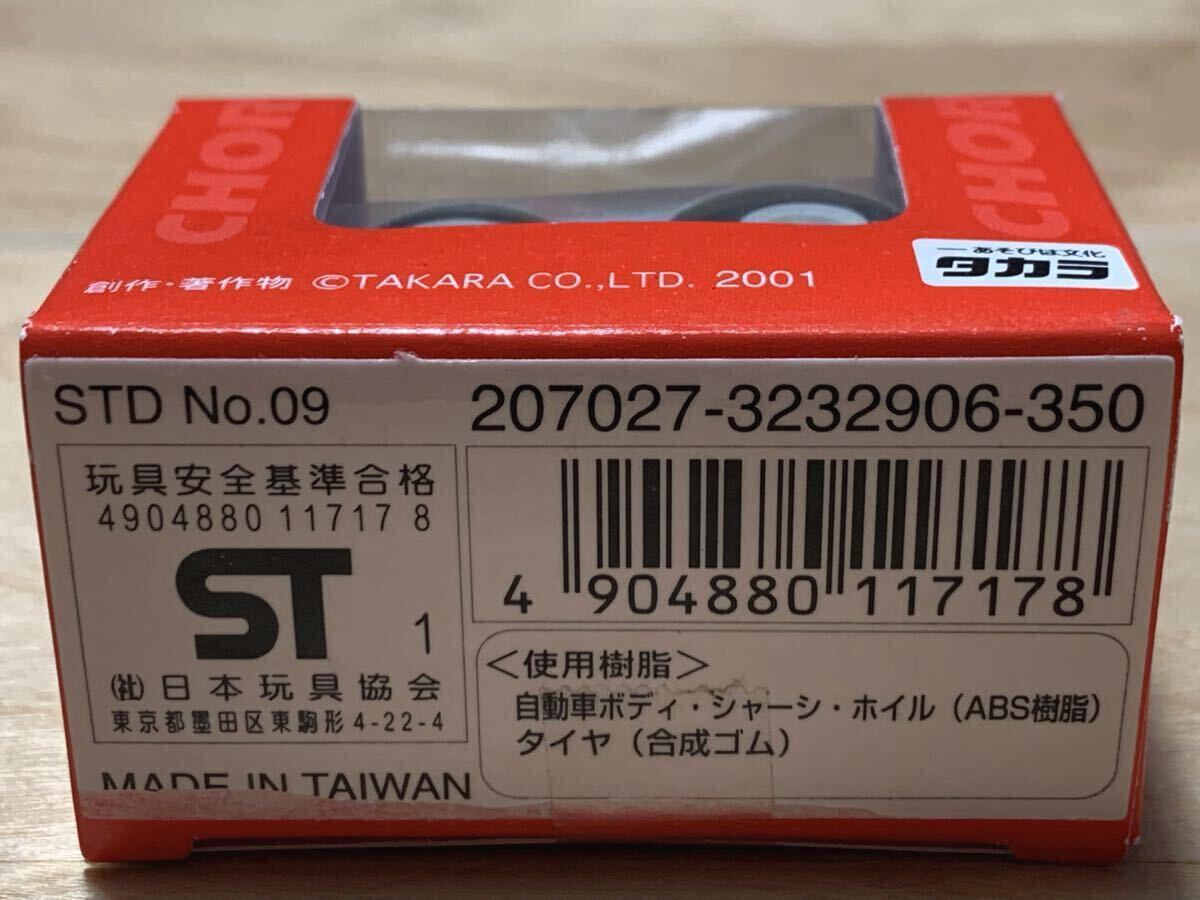 CHOR
CHOR
一あそびは文化
タカラ
創作・著作物 ©TAKARA CO.,LTD. 2001
STD No.09
207027-3232906-350
玩具安全基準合格
4904880 11717 8
ST
1
(社)日本玩具協会
東京都墨田区東駒形4-22-4
MADE IN TAIWAN
4 904880 117178
<使用樹脂>
自動車ボディ・シャーシ・ホイル(ABS樹脂)
タイヤ(合成ゴム)